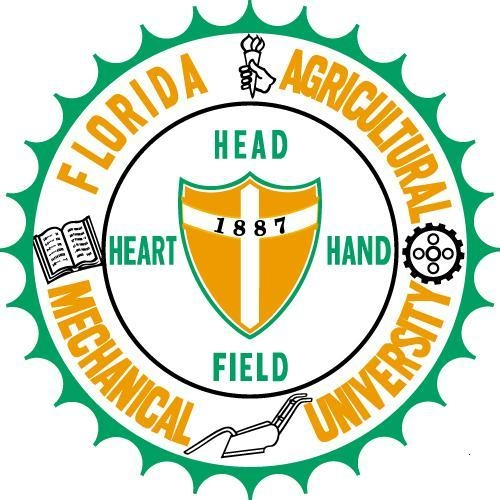 FLORIDA
AGRICULTURAL
MECHANICAL
UNIVERSITY
HEAD
1887
HEART
HAND
FIELD